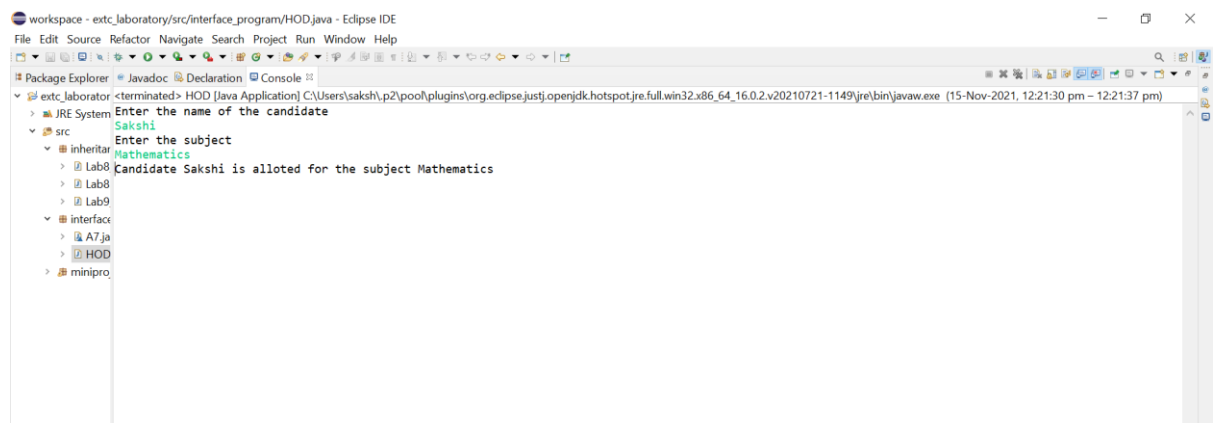 workspace - extc_laboratory/src/interface_program/HOD.java - Eclipse IDE
File Edit Source Refactor Navigate Search Project Run Window Help
Package Explorer Javadoc Declaration Console
extc_laborator
<terminated> HOD [Java Application] C:\Users\saksh\.p2\pool\plugins\org.eclipse.justj.openjdk.hotspot.jre.full.win32.x86_64_16.0.2.v20210721-1149\jre\bin\javaw.exe (15-Nov-2021, 12:21:30 pm – 12:21:37 pm)
JRE System
src
inheritar
Lab8
Lab8
Lab9
interface
A7.ja
HOD
minipro
Enter the name of the candidate
Sakshi
Enter the subject
Mathematics
Candidate Sakshi is alloted for the subject Mathematics